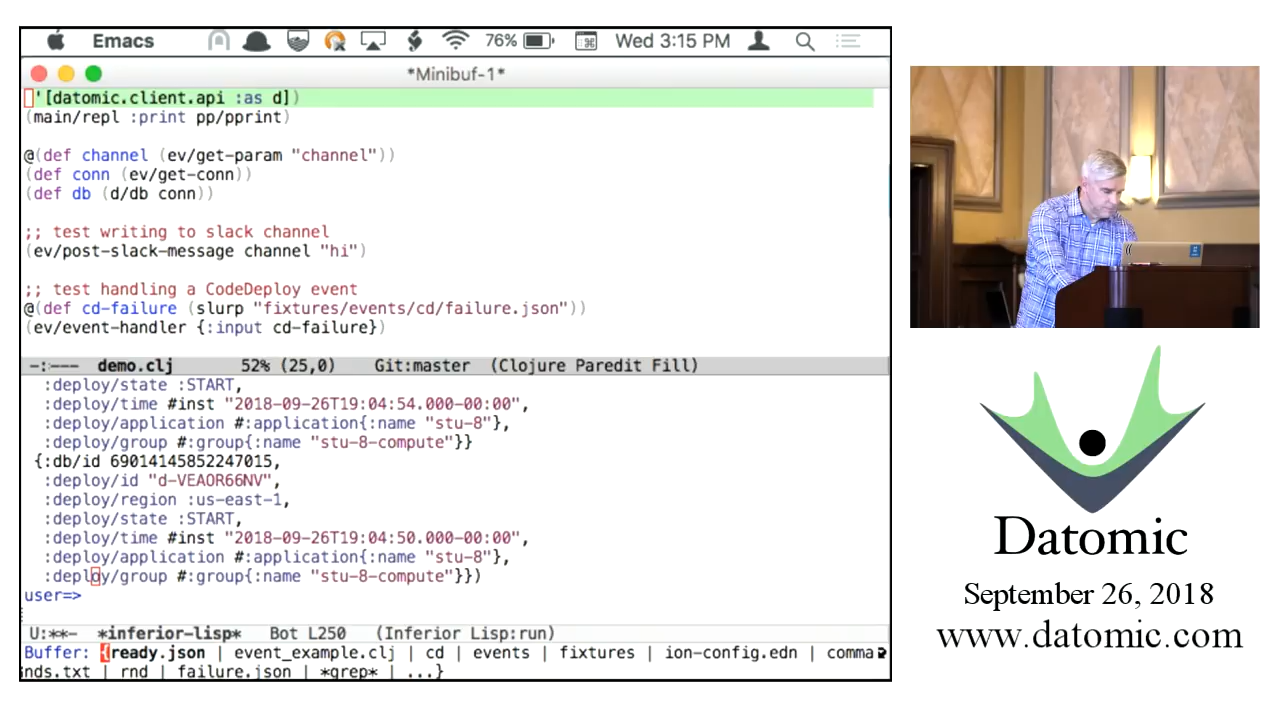 Emacs 76% Wed 3:15 PM
*Minibuf-1*
'[datomic.client.api :as d])
(main/repl :print pp/pprint)
@(def channel (ev/get-param "channel"))
(def conn (ev/get-conn))
(def db (d/db conn))
;; test writing to slack channel
(ev/post-slack-message channel "hi")
;; test handling a CodeDeploy event
@(def cd-failure (slurp "fixtures/events/cd/failure.json"))
(ev/event-handler {:input cd-failure})
-:--- demo.clj 52% (25,0) Git:master (Clojure Paredit Fill)
:deploy/state :START,
:deploy/time #inst "2018-09-26T19:04:54.000-00:00",
:deploy/application #:application{:name "stu-8"},
:deploy/group #:group{:name "stu-8-compute"}}
{:db/id 69014145852247015,
:deploy/id "d-VEAOR66NV",
:deploy/region :us-east-1,
:deploy/state :START,
:deploy/time #inst "2018-09-26T19:04:50.000-00:00",
:deploy/application #:application{:name "stu-8"},
:deploy/group #:group{:name "stu-8-compute"}})
user=>
U:**- *inferior-lisp* Bot L250 (Inferior Lisp:run)
Buffer: {ready.json | event_example.clj | cd | events | fixtures | ion-config.edn | comma
nds.txt | rnd | failure.json | *grep* | ...}
Datomic
September 26, 2018
www.datomic.com